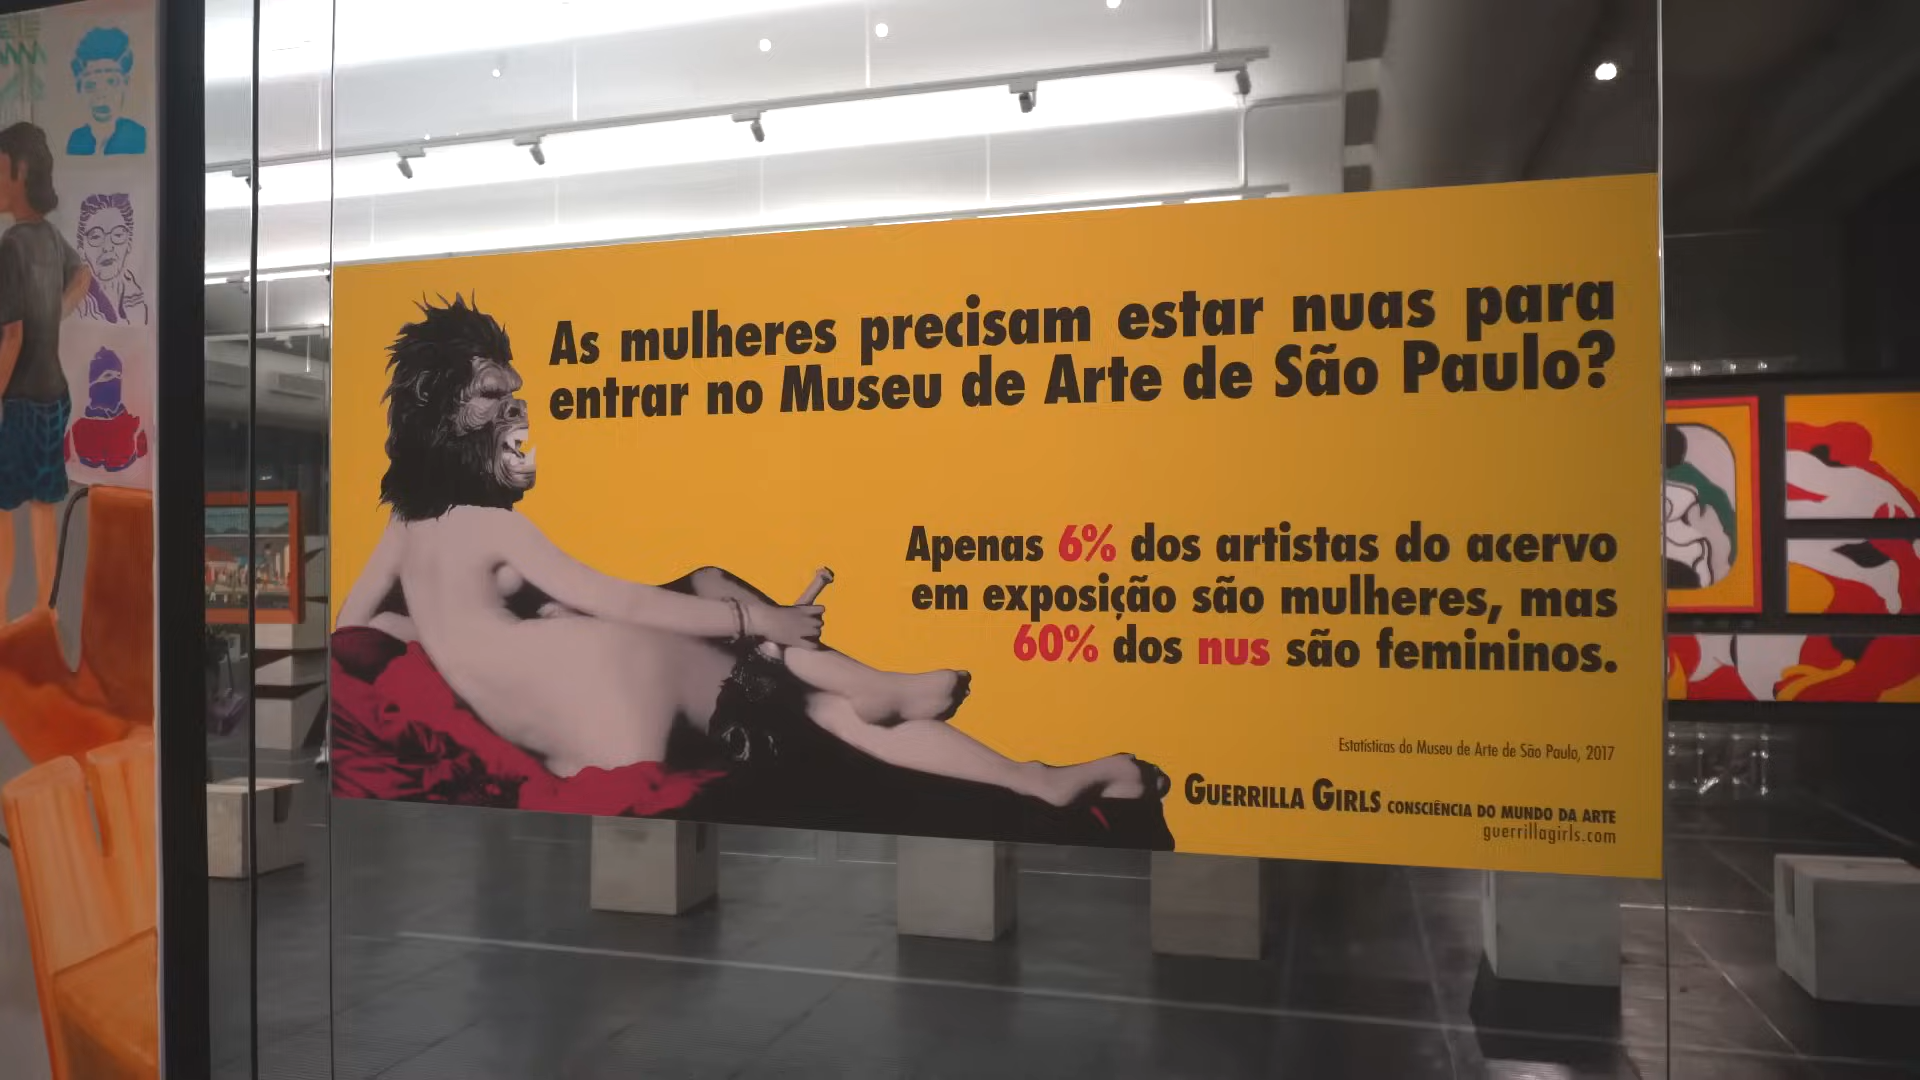 As mulheres precisam estar nuas para
entrar no Museu de Arte de São Paulo?
Apenas 6% dos artistas do acervo
em exposição são mulheres, mas
60% dos nus são femininos.
Estatísticas do Museu de Arte de São Paulo, 2017
GUERRILLA GIRLS CONSCIÊNCIA DO MUNDO DA ARTE
guerrillagirls.com